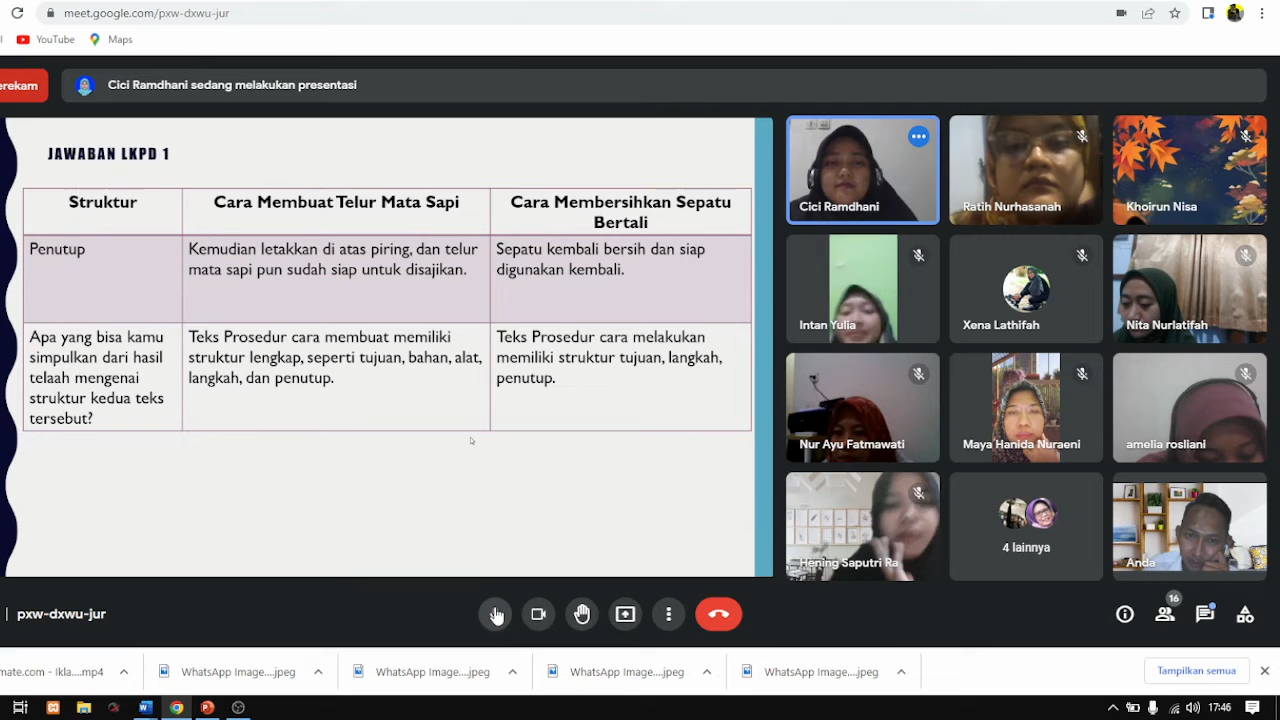 meet.google.com/pxw-dxwu-jur
YouTube
Maps
erekam
Cici Ramdhani sedang melakukan presentasi
JAWABAN LKPD 1
Struktur
Cara Membuat Telur Mata Sapi
Cara Membersihkan Sepatu
Bertali
Penutup
Kemudian letakkan di atas piring, dan telur
mata sapi pun sudah siap untuk disajikan.
Sepatu kembali bersih dan siap
digunakan kembali.
Apa yang bisa kamu
simpulkan dari hasil
telaah mengenai
struktur kedua teks
tersebut?
Teks Prosedur cara membuat memiliki
struktur lengkap, seperti tujuan, bahan, alat,
langkah, dan penutup.
Teks Prosedur cara melakukan
memiliki struktur tujuan, langkah,
penutup.
Cici Ramdhani
Ratih Nurhasanah
Khoirun Nisa
Intan Yulia
Xena Lathifah
Nita Nurlatifah
Nur Ayu Fatmawati
Maya Hanida Nuraeni
amelia rosliani
Hening Saputri Ra
4 lainnya
Anda
pxw-dxwu-jur
16
mate.com - Ikla....mp4
WhatsApp Image....jpeg
WhatsApp Image....jpeg
WhatsApp Image....jpeg
WhatsApp Image....jpeg
Tampilkan semua
17:46